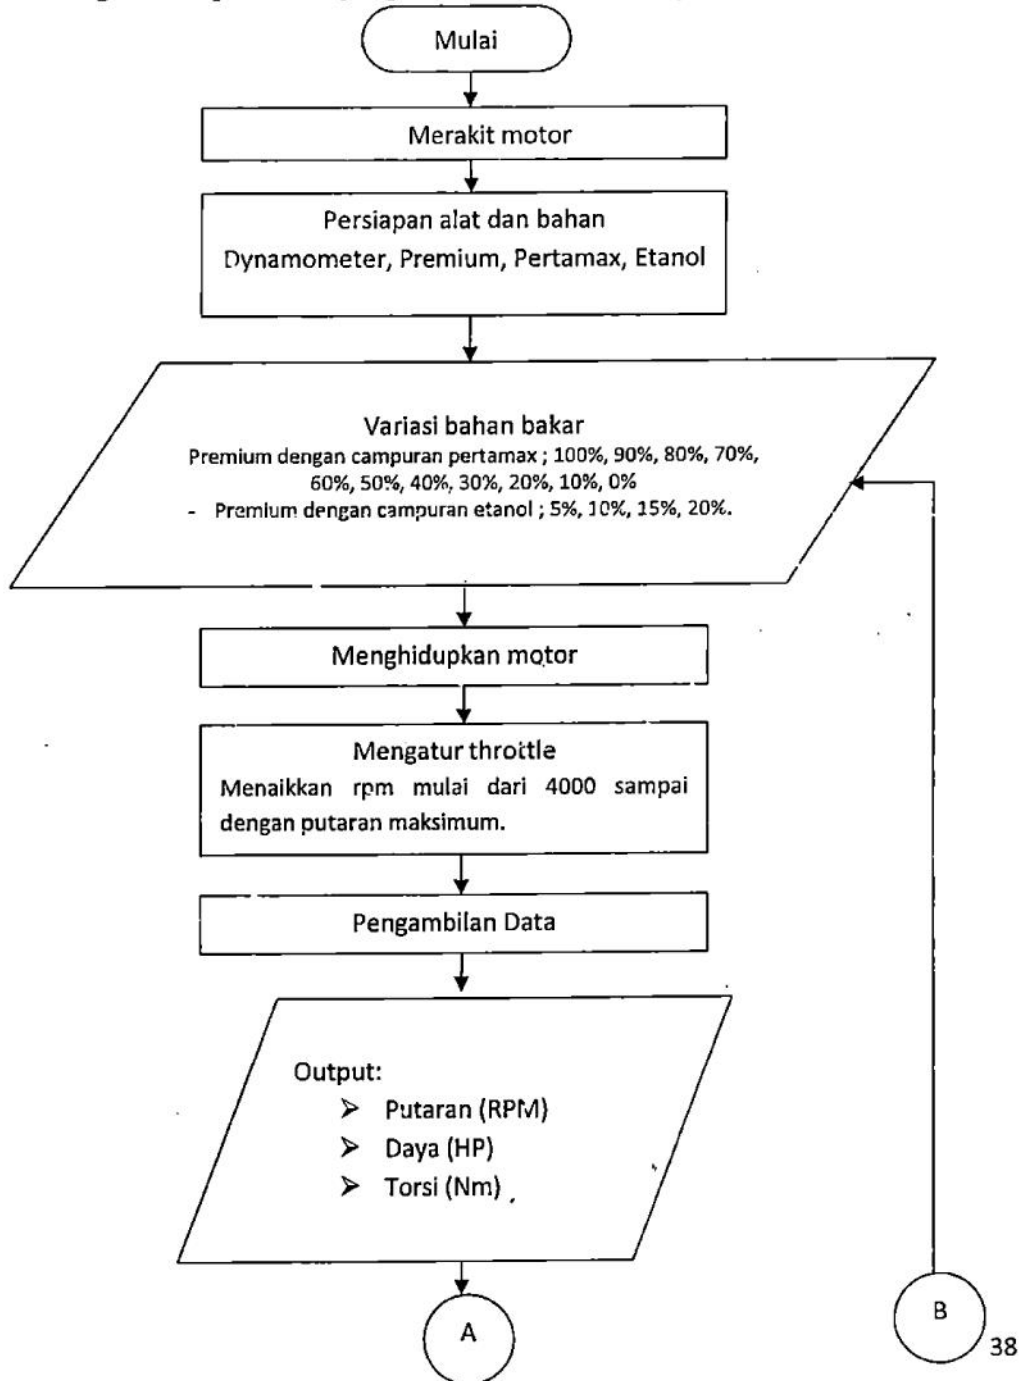 Mulai
Merakit motor
Persiapan alat dan bahan
Dynamometer, Premium, Pertamax, Etanol
Variasi bahan bakar
Premium dengan campuran pertamax ; 100%, 90%, 80%, 70%,
60%, 50%, 40%, 30%, 20%, 10%, 0%
- Premium dengan campuran etanol ; 5%, 10%, 15%, 20%.
Menghidupkan motor
Mengatur throttle
Menaikkan rpm mulai dari 4000 sampai
dengan putaran maksimum.
Pengambilan Data
Output:
➢ Putaran (RPM)
➢ Daya (HP)
➢ Torsi (Nm)
A
B
38